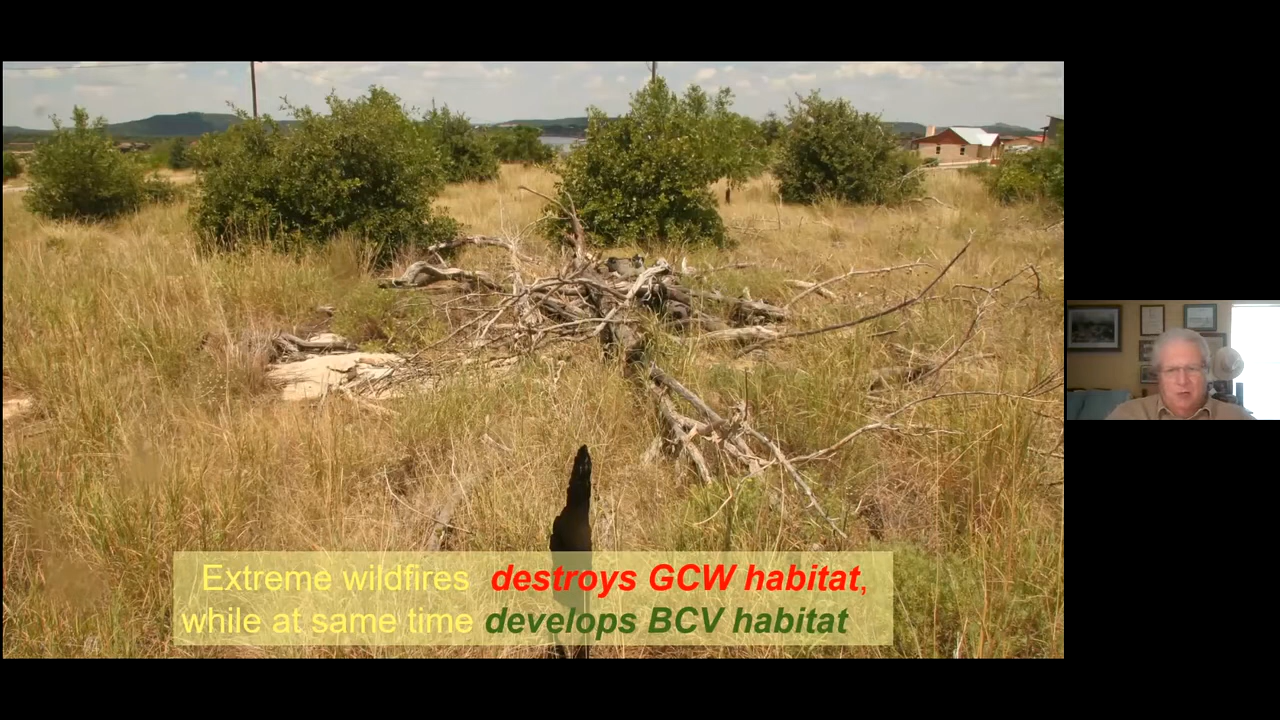 Extreme wildfires destroys GCW habitat,
while at same time develops BCV habitat